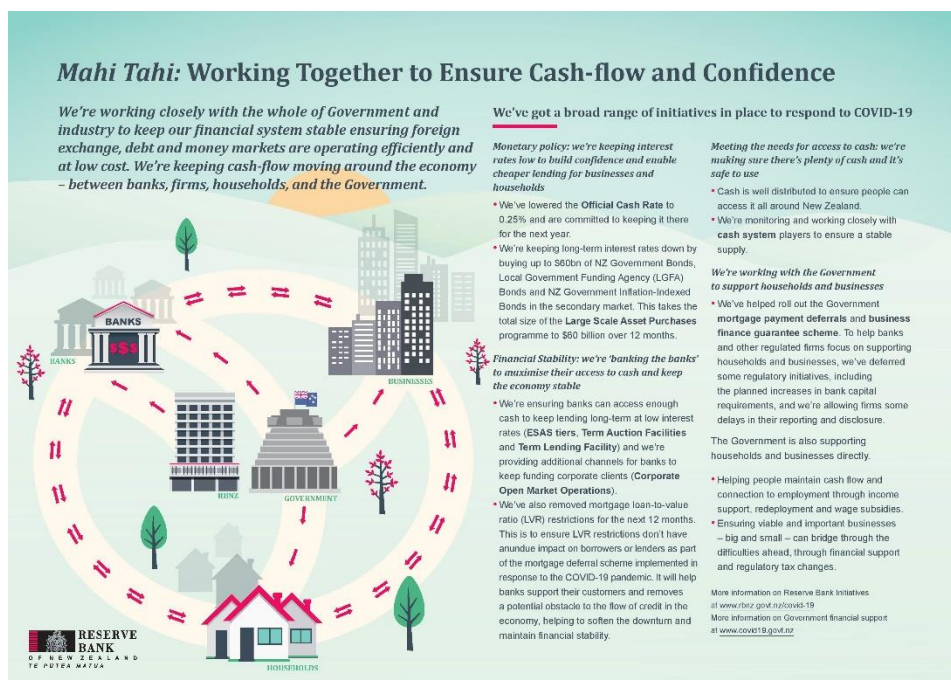 Mahi Tahi: Working Together to Ensure Cash-flow and Confidence
We're working closely with the whole of Government and
industry to keep our financial system stable ensuring foreign
exchange, debt and money markets are operating efficiently and
at low cost. We're keeping cash-flow moving around the economy
– between banks, firms, households, and the Government.
BANKS
$$$
BANKS
BUSINESSES
RBNZ
GOVERNMENT
HOUSEHOLDS
RESERVE
BANK
OF NEW ZEALAND
TE PUTEA MATUA
We've got a broad range of initiatives in place to respond to COVID-19
Monetary policy: we're keeping interest
rates low to build confidence and enable
cheaper lending for businesses and
households
• We've lowered the Official Cash Rate to
0.25% and are committed to keeping it there
for the next year.
• We're keeping long-term interest rates down by
buying up to $60bn of NZ Government Bonds,
Local Government Funding Agency (LGFA)
Bonds and NZ Government Inflation-Indexed
Bonds in the secondary market. This takes the
total size of the Large Scale Asset Purchases
programme to $60 billion over 12 months.
Financial Stability: we're 'banking the banks'
to maximise their access to cash and keep
the economy stable
• We're ensuring banks can access enough
cash to keep lending long-term at low interest
rates (ESAS tiers, Term Auction Facilities
and Term Lending Facility) and we're
providing additional channels for banks to
keep funding corporate clients (Corporate
Open Market Operations).
• We've also removed mortgage loan-to-value
ratio (LVR) restrictions for the next 12 months.
This is to ensure LVR restrictions don't have
anundue impact on borrowers or lenders as part
of the mortgage deferral scheme implemented in
response to the COVID-19 pandemic. It will help
banks support their customers and removes
a potential obstacle to the flow of credit in the
economy, helping to soften the downturn and
maintain financial stability.
Meeting the needs for access to cash: we're
making sure there's plenty of cash and it's
safe to use
• Cash is well distributed to ensure people can
access it all around New Zealand.
• We're monitoring and working closely with
cash system players to ensure a stable
supply.
We're working with the Government
to support households and businesses
• We've helped roll out the Government
mortgage payment deferrals and business
finance guarantee scheme. To help banks
and other regulated firms focus on supporting
households and businesses, we've deferred
some regulatory initiatives, including
the planned increases in bank capital
requirements, and we're allowing firms some
delays in their reporting and disclosure.
The Government is also supporting
households and businesses directly.
• Helping people maintain cash flow and
connection to employment through income
support, redeployment and wage subsidies.
• Ensuring viable and important businesses
– big and small – can bridge through the
difficulties ahead, through financial support
and regulatory tax changes.
More information on Reserve Bank Initiatives
at www.rbnz.govt.nz/covid-19
More information on Government financial support
at www.covid19.govt.nz